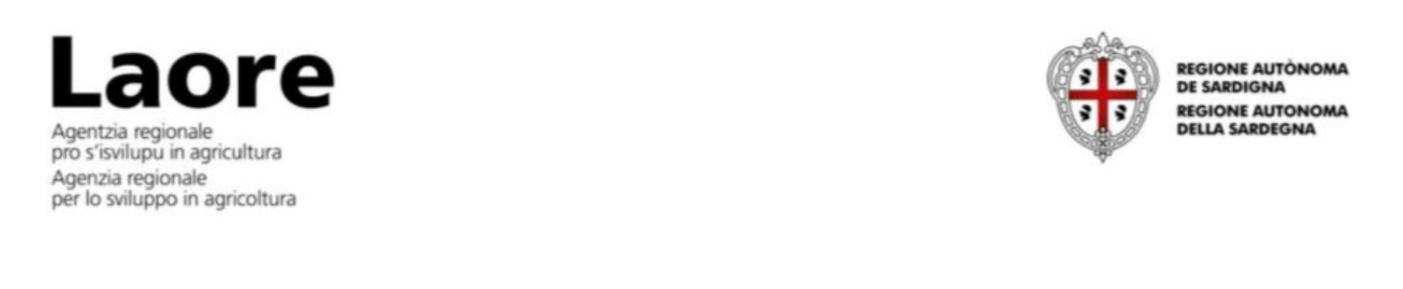 Laore
Agentzia regionale
pro s'isvilupu in agricultura
Agenzia regionale
per lo sviluppo in agricoltura
REGIONE AUTÒNOMA
DE SARDIGNA
REGIONE AUTONOMA
DELLA SARDEGNA